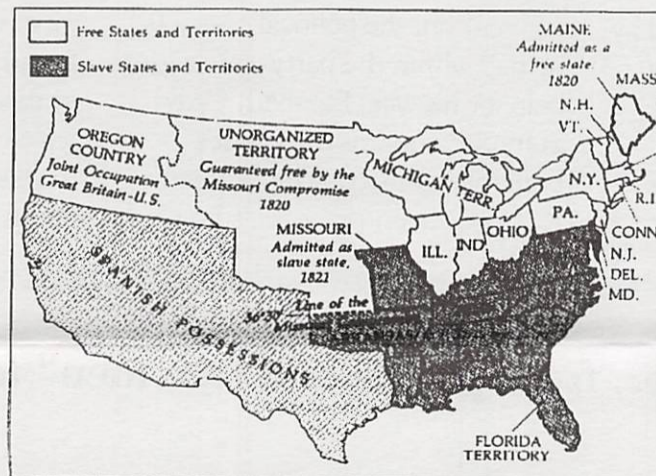 Free States and Territories
Slave States and Territories
MAINE
Admitted as a
free state,
1820
MASS
N.H.
VT.
OREGON
COUNTRY
Joint Occupation
Great Britain-U.S.
UNORGANIZED
TERRITORY
Guaranteed free by the
Missouri Compromise
1820
MICHIGAN TERR.
N.Y.
R.I
CONN
PA.
N.J.
DEL.
MD.
MISSOURI
Admitted as
slave state,
1821
ILL.
IND
OHIO
SPANISH POSSESSIONS
36°30'
Line of the
Missouri
FLORIDA
TERRITORY